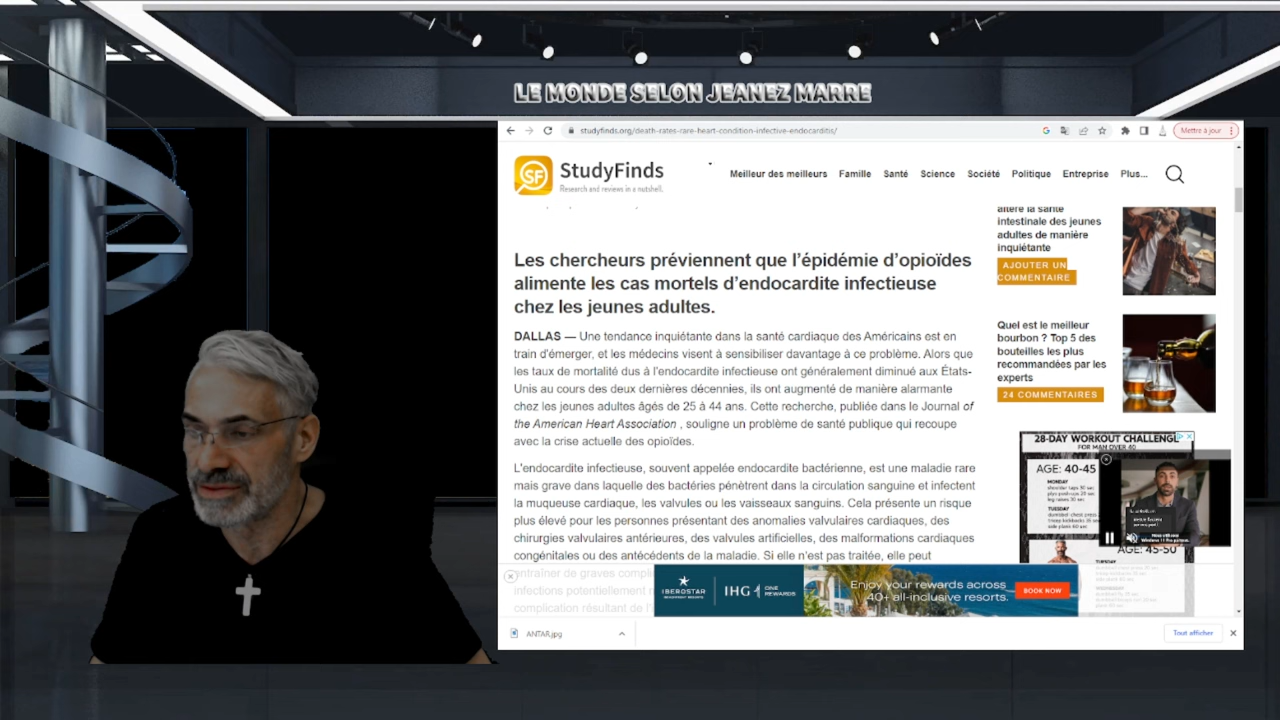 LE MONDE SELON JEANEZ MARRE
studyfinds.org/death-rates-rare-heart-condition-infective-endocarditis/
Mettre à jour
SF
StudyFinds
Research and reviews in a nutshell.
Meilleur des meilleurs Famille Santé Science Société Politique Entreprise Plus...
Les chercheurs préviennent que l'épidémie d'opioïdes
alimente les cas mortels d'endocardite infectieuse
chez les jeunes adultes.
DALLAS — Une tendance inquiétante dans la santé cardiaque des Américains est en
train d'émerger, et les médecins visent à sensibiliser davantage à ce problème. Alors que
les taux de mortalité dus à l'endocardite infectieuse ont généralement diminué aux États-
Unis au cours des deux dernières décennies, ils ont augmenté de manière alarmante
chez les jeunes adultes âgés de 25 à 44 ans. Cette recherche, publiée dans le Journal of
the American Heart Association , souligne un problème de santé publique qui recoupe
avec la crise actuelle des opioïdes.
L'endocardite infectieuse, souvent appelée endocardite bactérienne, est une maladie rare
mais grave dans laquelle des bactéries pénètrent dans la circulation sanguine et infectent
la muqueuse cardiaque, les valvules ou les vaisseaux sanguins. Cela présente un risque
plus élevé pour les personnes présentant des anomalies valvulaires cardiaques, des
chirurgies valvulaires antérieures, des valves artificielles, des malformations cardiaques
congénitales ou des antécédents de la maladie. Si elle n'est pas traitée, elle peut
entraîner de graves compli
infections potentiellement
complication résultant de l'
altère la santé
intestinale des jeunes
adultes de manière
inquiétante
AJOUTER UN
COMMENTAIRE
Quel est le meilleur
bourbon ? Top 5 des
bouteilles les plus
recommandées par les
experts
24 COMMENTAIRES
28-DAY WORKOUT CHALLENGE
FOR MAN OVER 40
AGE: 40-45
MONDAY
TUESDAY
AGE: 45-50
IBEROSTAR
IHG ONE
REWARDS
Enjoy your rewards across
40+ all-inclusive resorts.
BOOK NOW
ANTAR.jpg
Tout afficher